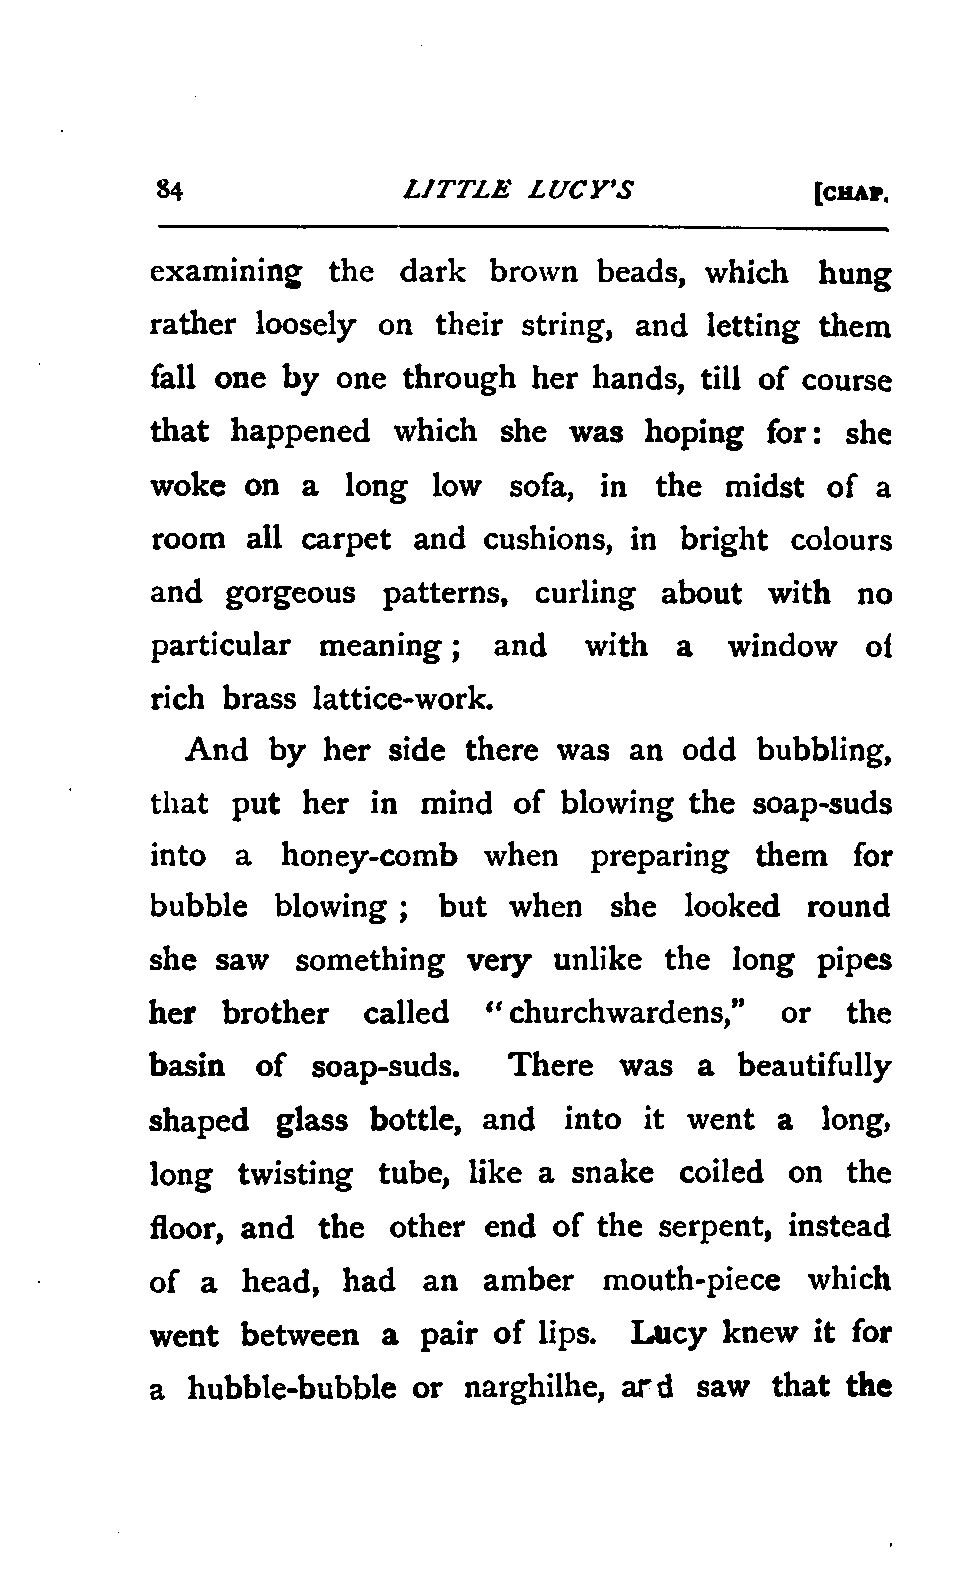 84 LITTLE LUCY'S [CHAP.
examining the dark brown beads, which hung
rather loosely on their string, and letting them
fall one by one through her hands, till of course
that happened which she was hoping for: she
woke on a long low sofa, in the midst of a
room all carpet and cushions, in bright colours
and gorgeous patterns, curling about with no
particular meaning; and with a window of
rich brass lattice-work.
And by her side there was an odd bubbling,
that put her in mind of blowing the soap-suds
into a honey-comb when preparing them for
bubble blowing; but when she looked round
she saw something very unlike the long pipes
her brother called "churchwardens," or the
basin of soap-suds. There was a beautifully
shaped glass bottle, and into it went a long,
long twisting tube, like a snake coiled on the
floor, and the other end of the serpent, instead
of a head, had an amber mouth-piece which
went between a pair of lips. Lucy knew it for
a hubble-bubble or narghilhe, and saw that the